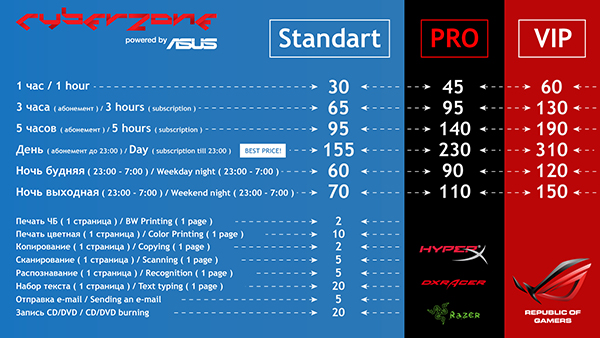 cyberzone
powered by ASUS
Standart PRO VIP
1 час / 1 hour 30 45 60
3 часа ( абонемент ) / 3 hours ( subscription ) 65 95 130
5 часов ( абонемент ) / 5 hours ( subscription ) 95 140 190
День ( абонемент до 23:00 ) / Day ( subscription till 23:00 ) BEST PRICE! 155 230 310
Ночь будняя ( 23:00 - 7:00 ) / Weekday night ( 23:00 - 7:00 ) 60 90 120
Ночь выходная ( 23:00 - 7:00 ) / Weekend night ( 23:00 - 7:00 ) 70 110 150
Печать ЧБ ( 1 страница ) / BW Printing ( 1 page ) 2
Печать цветная ( 1 страница ) / Color Printing ( 1 page ) 10
Копирование ( 1 страница ) / Copying ( 1 page ) 2
Сканирование ( 1 страница ) / Scanning ( 1 page ) 5
Распознавание ( 1 страница ) / Recognition ( 1 page ) 5
Набор текста ( 1 страница ) / Text typing ( 1 page ) 20
Отправка e-mail / Sending an e-mail 5
Запись CD/DVD / CD/DVD burning 20
HYPERX
DXRACER
RAZER
REPUBLIC OF
GAMERS